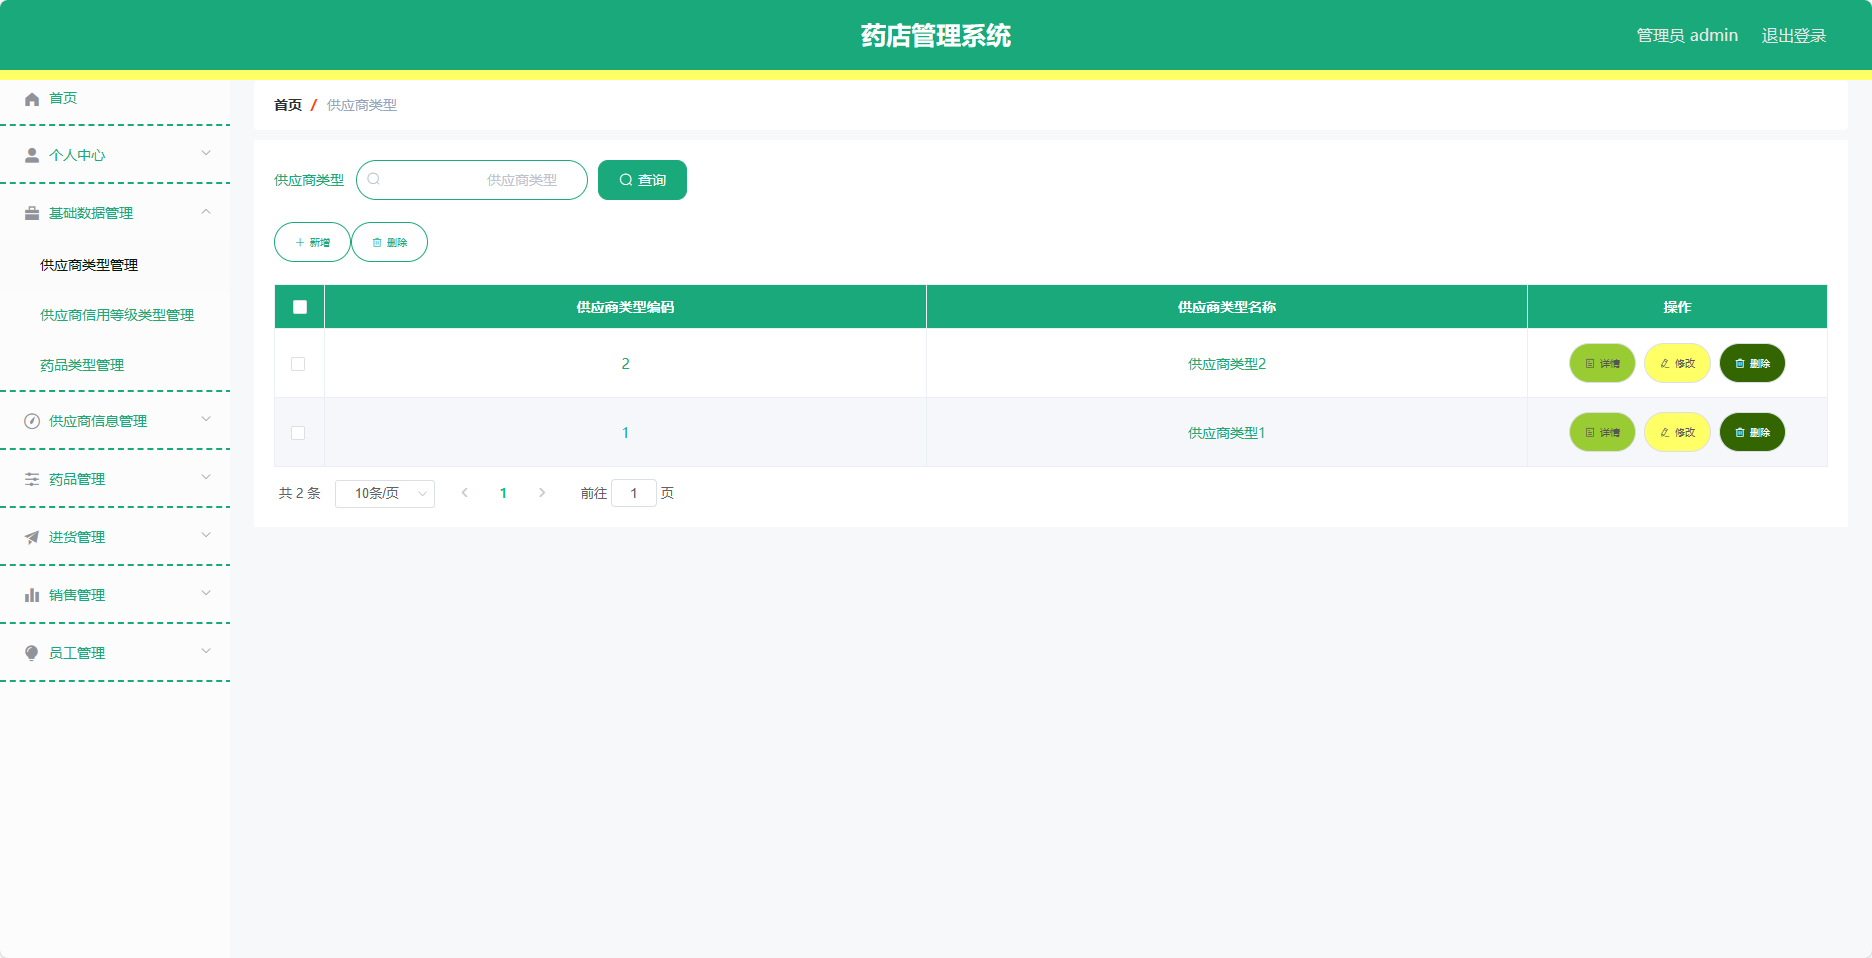 药店管理系统
管理员 admin
退出登录
首页
个人中心
基础数据管理
供应商类型管理
供应商信用等级类型管理
药品类型管理
供应商信息管理
药品管理
进货管理
销售管理
员工管理
首页 / 供应商类型
供应商类型 供应商类型 查询
新增 删除
供应商类型编码 供应商类型名称 操作
2 供应商类型2 详情 修改 删除
1 供应商类型1 详情 修改 删除
共 2 条 10条/页 1 前往 1 页